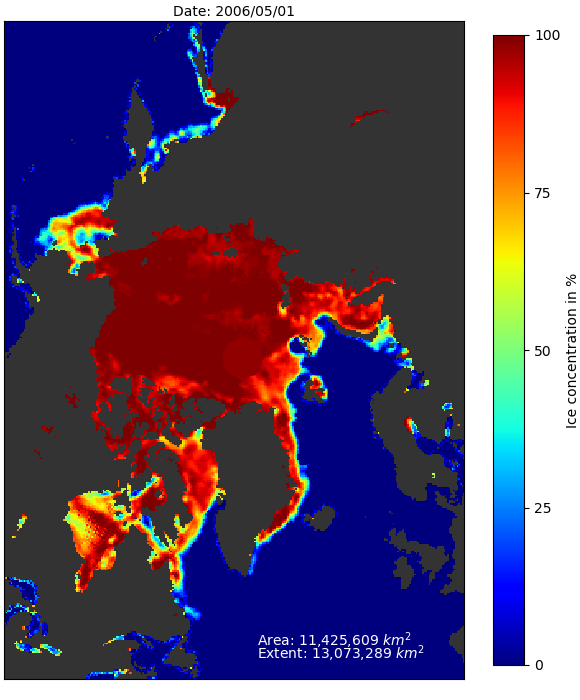 Date: 2006/05/01
100
75
50
25
0
Ice concentration in %
Area: 11,425,609 km²
Extent: 13,073,289 km²